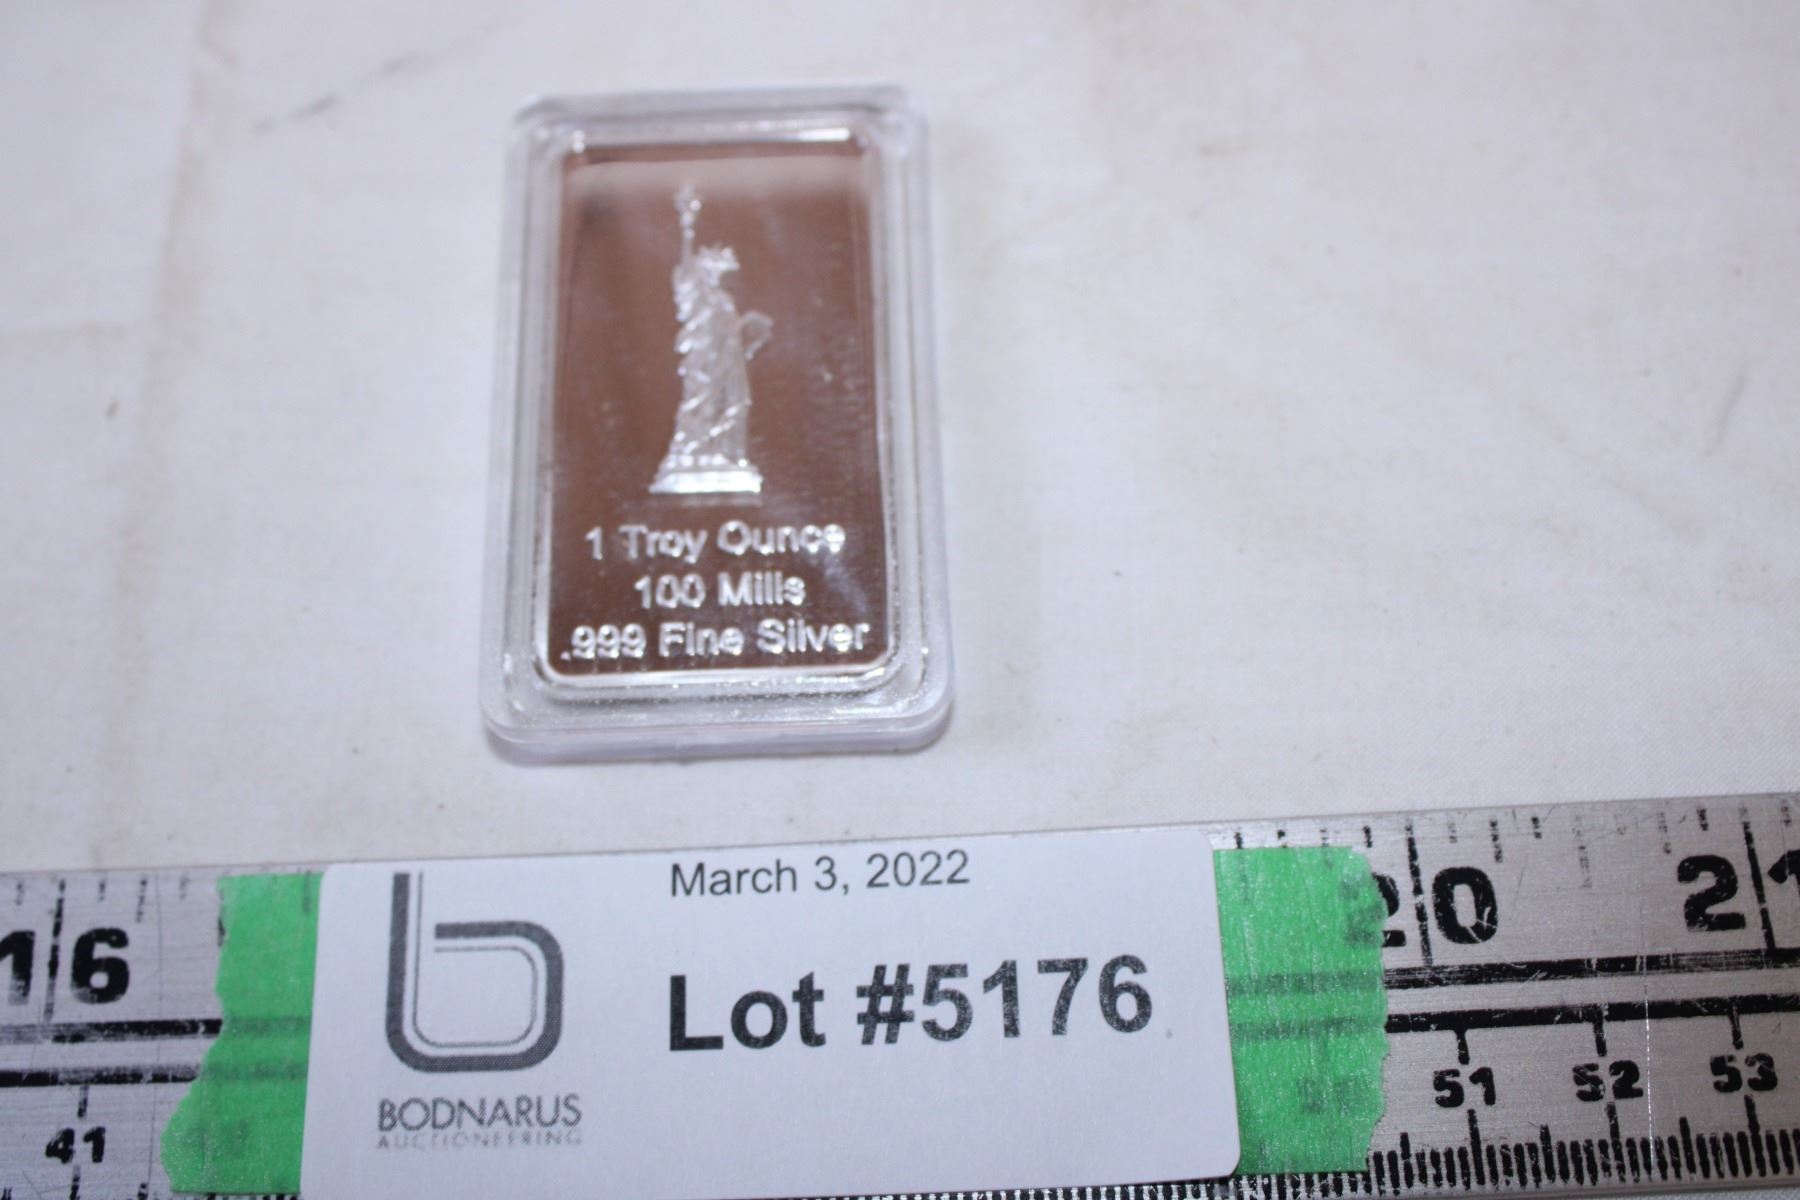 1 Troy Ounce
100 Mills
.999 Fine Silver
March 3, 2022
Lot #5176
BODNARUS
AUCTIONEERING
16
20
21
41
51
52
53